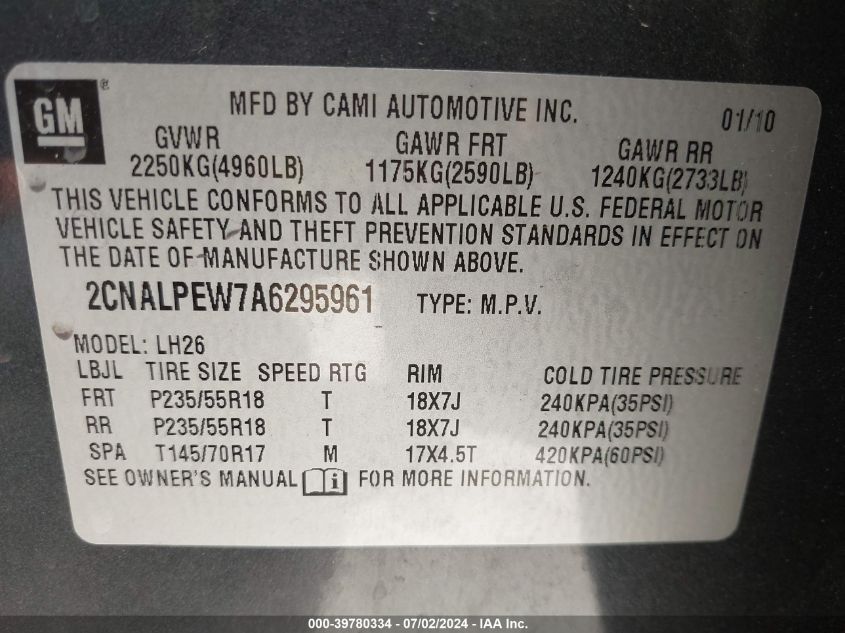 GM ®
MFD BY CAMI AUTOMOTIVE INC. 01/10
GVWR GAWR FRT GAWR RR
2250KG(4960LB) 1175KG(2590LB) 1240KG(2733LB)
THIS VEHICLE CONFORMS TO ALL APPLICABLE U.S. FEDERAL MOTOR
VEHICLE SAFETY AND THEFT PREVENTION STANDARDS IN EFFECT ON
THE DATE OF MANUFACTURE SHOWN ABOVE.
2CNALPEW7A6295961 TYPE: M.P.V.
MODEL: LH26
LBJL TIRE SIZE SPEED RTG RIM COLD TIRE PRESSURE
FRT P235/55R18 T 18X7J 240KPA(35PSI)
RR P235/55R18 T 18X7J 240KPA(35PSI)
SPA T145/70R17 M 17X4.5T 420KPA(60PSI)
SEE OWNER'S MANUAL i FOR MORE INFORMATION.
000-39780334 - 07/02/2024 - IAA Inc.